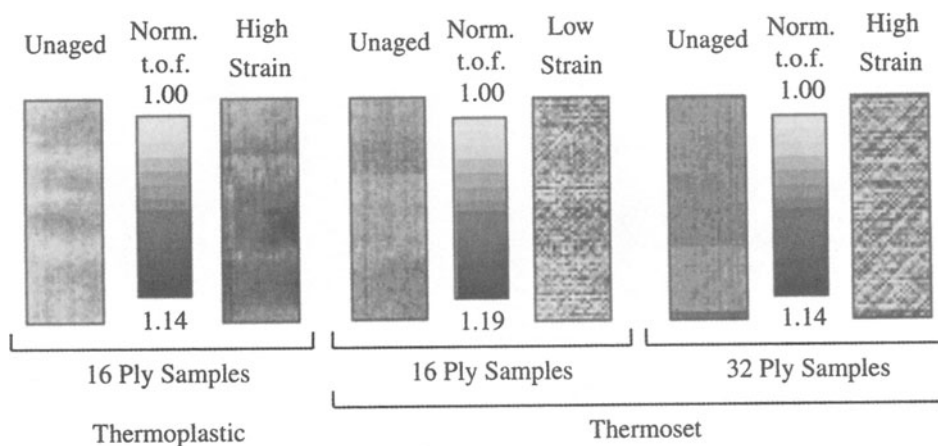 Unaged
Norm.
t.o.f.
1.00
High
Strain
1.14
16 Ply Samples
Thermoplastic
Unaged
Norm.
t.o.f.
1.00
Low
Strain
1.19
16 Ply Samples
Unaged
Norm.
t.o.f.
1.00
High
Strain
1.14
32 Ply Samples
Thermoset